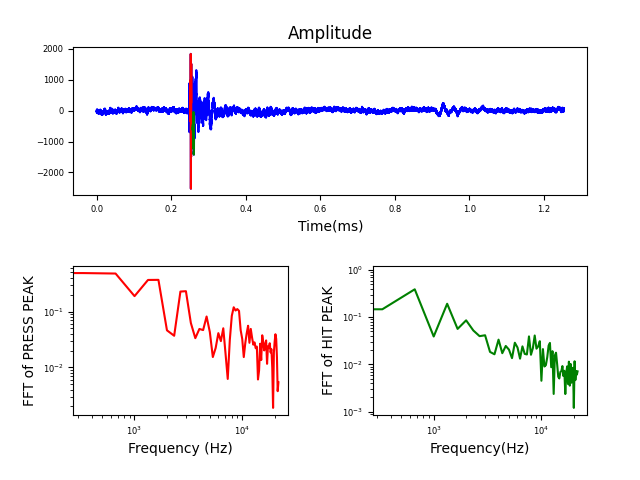 Amplitude
2000
1000
0
−1000
−2000
0.0 0.2 0.4 0.6 0.8 1.0 1.2
Time(ms)
FFT of PRESS PEAK
10⁻¹
10⁻²
10³ 10⁴
Frequency (Hz)
FFT of HIT PEAK
10⁰
10⁻¹
10⁻²
10⁻³
10³ 10⁴
Frequency(Hz)